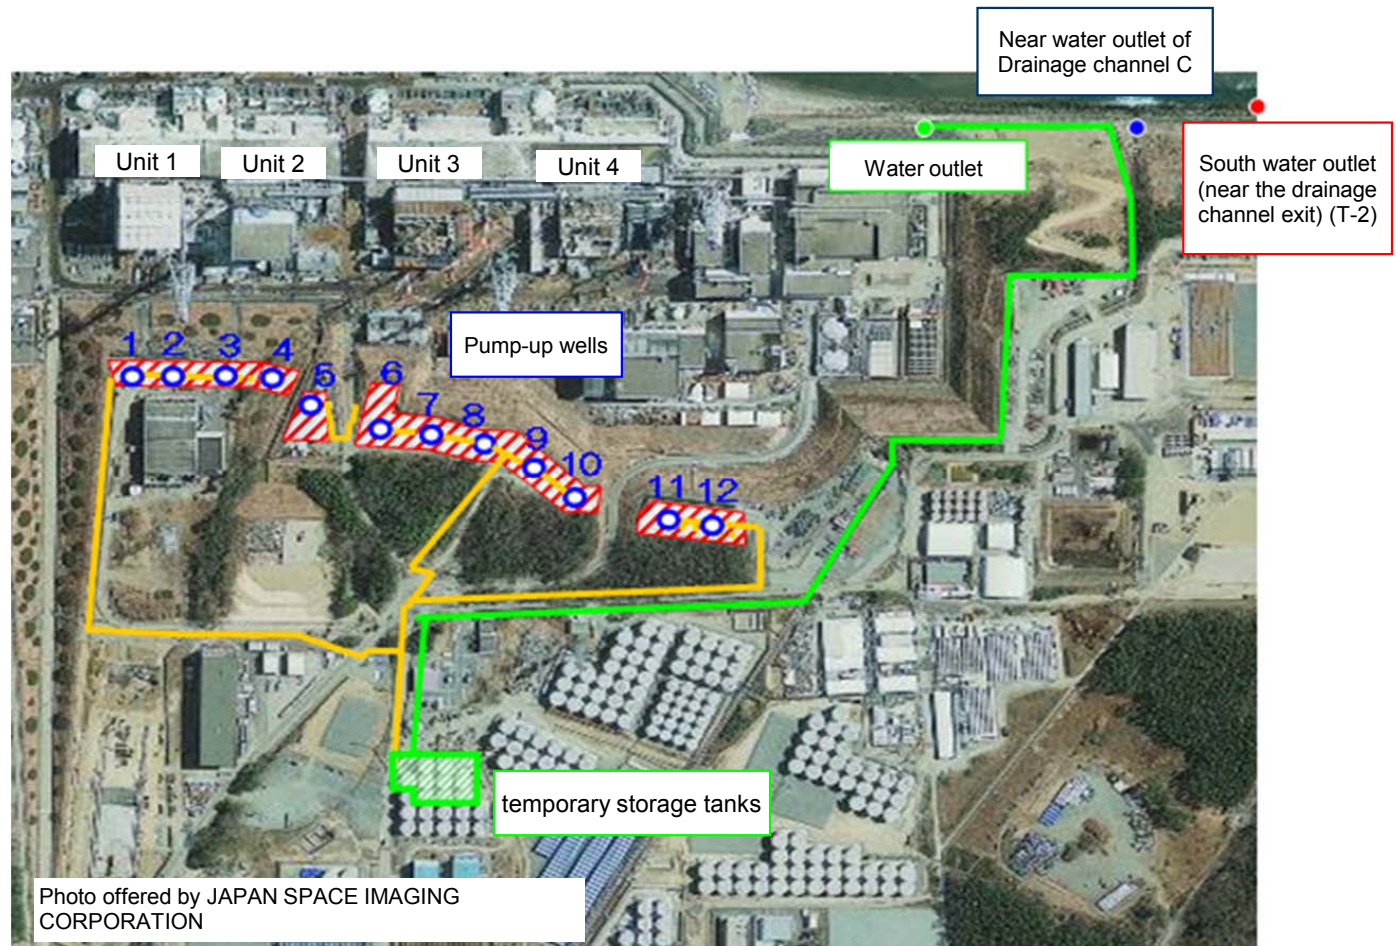 Near water outlet of
Drainage channel C
Unit 1
Unit 2
Unit 3
Unit 4
Water outlet
South water outlet
(near the drainage
channel exit) (T-2)
Pump-up wells
1
2
3
4
5
6
7
8
9
10
11
12
temporary storage tanks
Photo offered by JAPAN SPACE IMAGING
CORPORATION